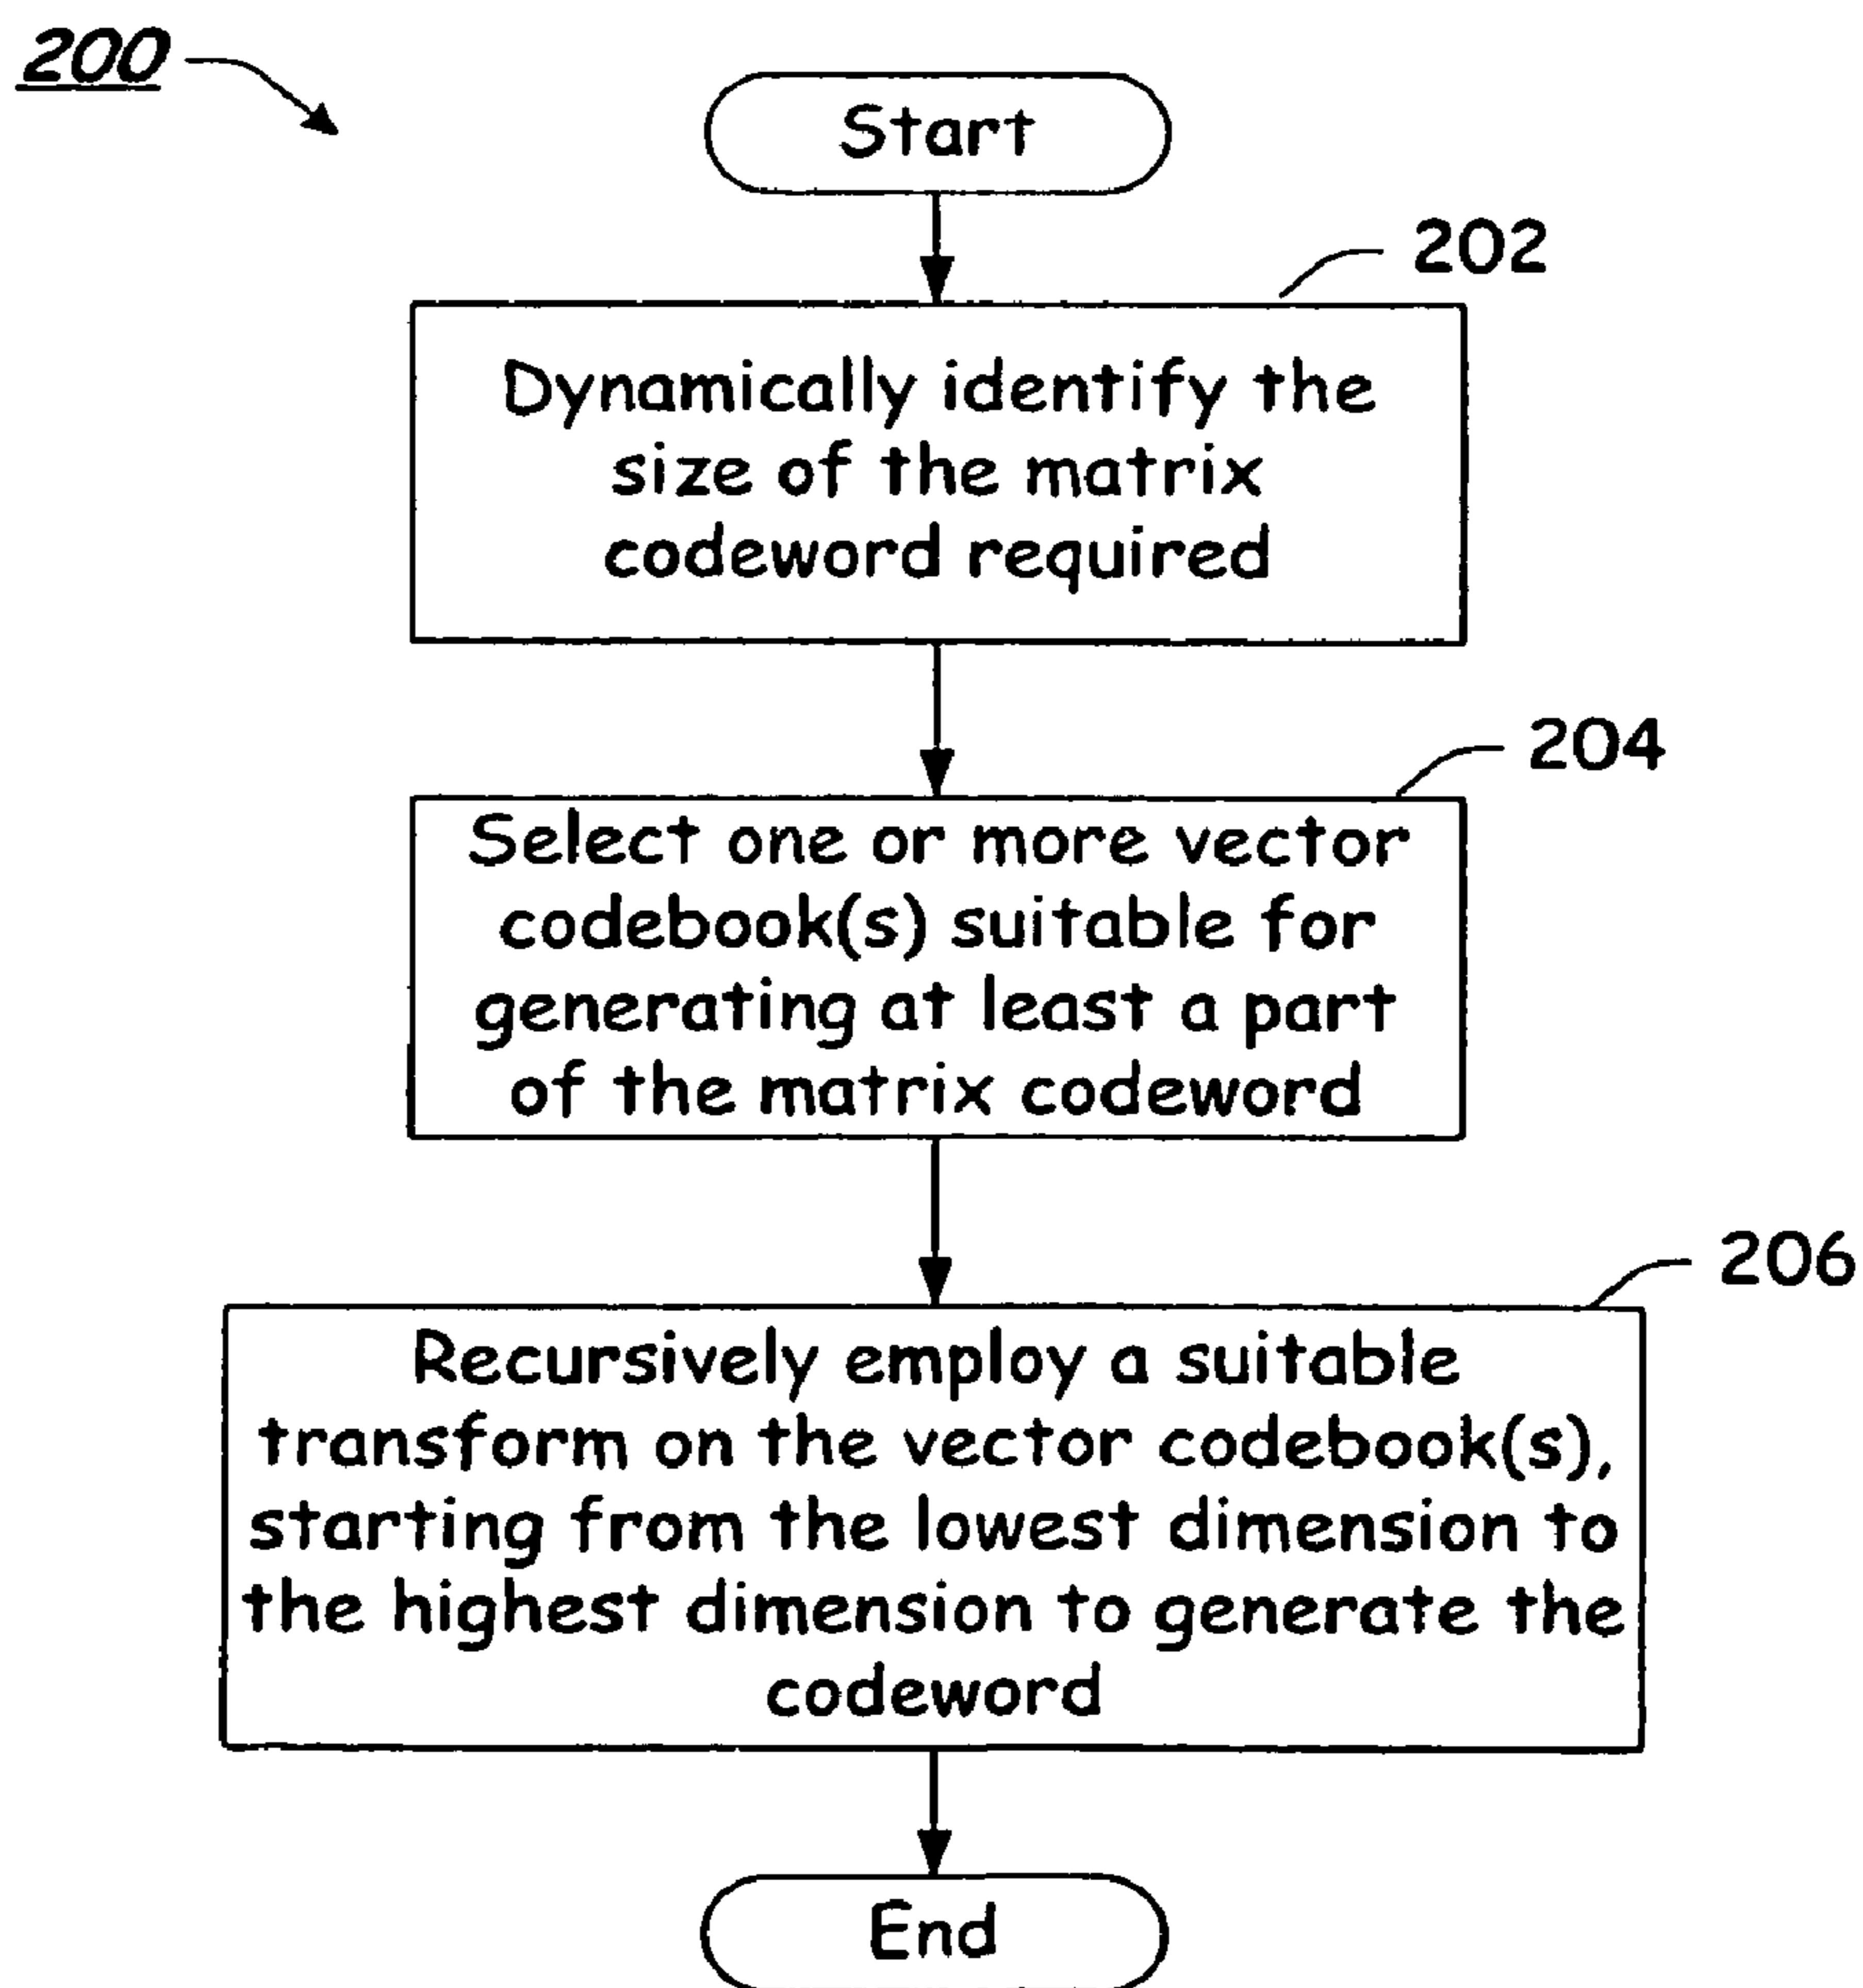 200
Start
202
Dynamically identify the
size of the matrix
codeword required
204
Select one or more vector
codebook(s) suitable for
generating at least a part
of the matrix codeword
206
Recursively employ a suitable
transform on the vector codebook(s),
starting from the lowest dimension to
the highest dimension to generate the
codeword
End